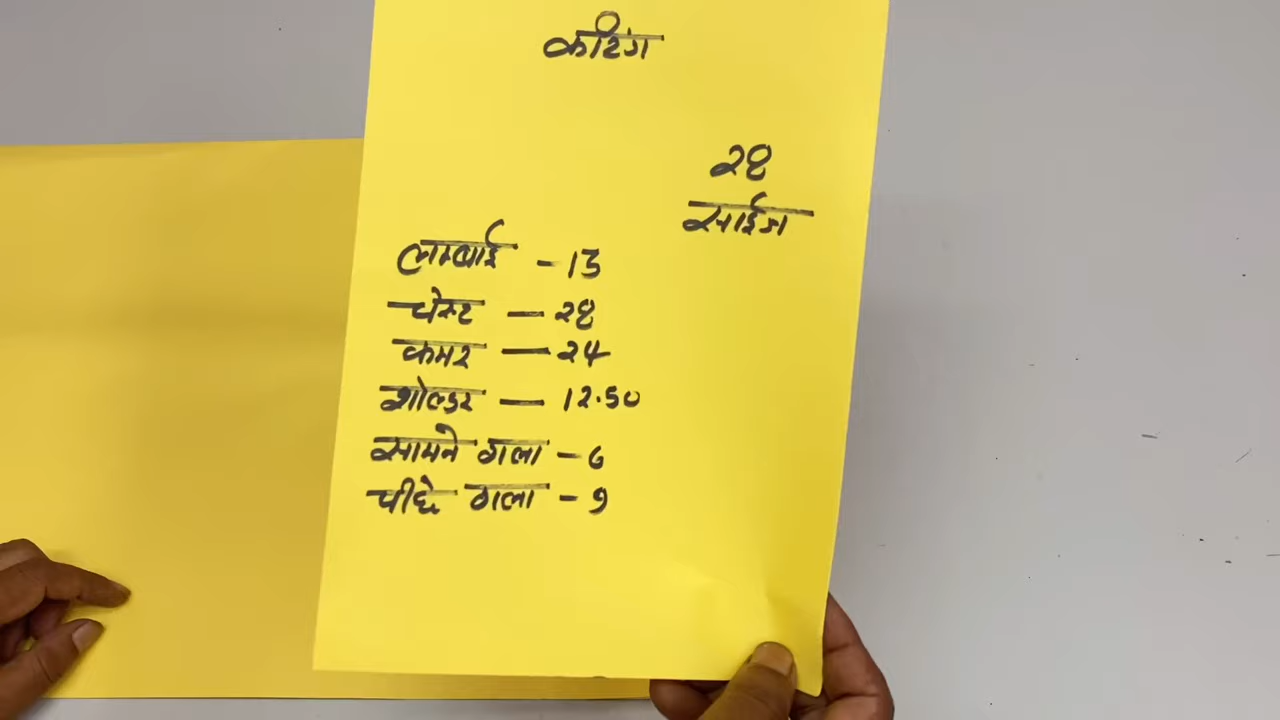 कटिंग
28
साईज
लम्बाई - 13
चेस्ट - 28
कमर - 24
शोल्डर - 12.50
सामने गला - 6
पीछे गला - 9